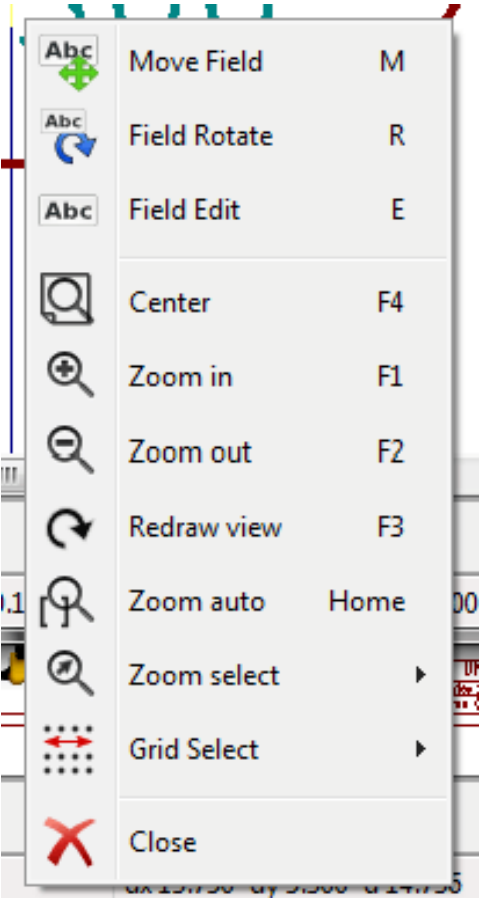 Abc Move Field M
Abc Field Rotate R
Abc Field Edit E
Center F4
Zoom in F1
Zoom out F2
Redraw view F3
Zoom auto Home
Zoom select
Grid Select
Close